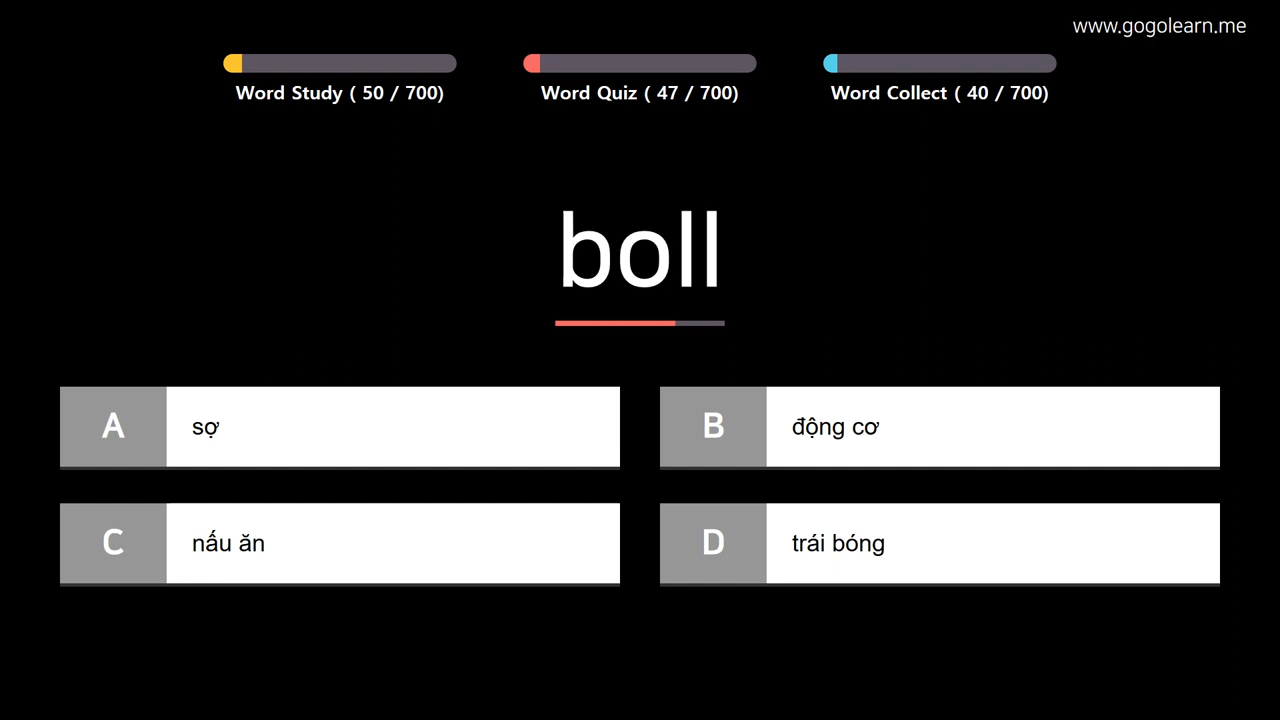 www.gogolearn.me
Word Study ( 50 / 700)
Word Quiz ( 47 / 700)
Word Collect ( 40 / 700)
boll
A sợ
B động cơ
C nấu ăn
D trái bóng